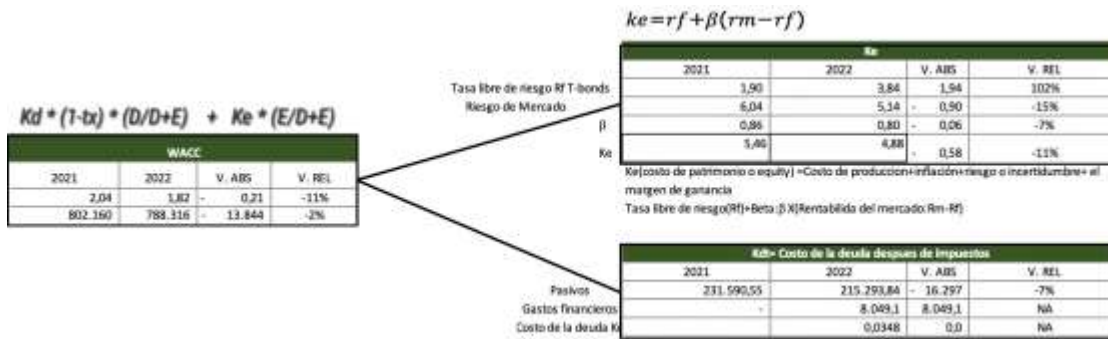 ke=rf+β(rm−rf)
Ke
2021 2022 V. ABS V. REL
Tasa libre de riesgo Rf T-bonds 1,90 3,84 1,94 102%
Riesgo de Mercado 6,04 5,14 - 0,90 -15%
β 0,86 0,80 - 0,06 -7%
Ke 5,46 4,88 - 0,58 -11%
Ke(costo de patrimonio o equity) =Costo de produccion+inflación+riesgo o incertidumbre+ el
margen de ganancia
Tasa libre de riesgo(Rf)+Beta:β X(Rentabilida del mercado:Rm-Rf)
Kd * (1-tx) * (D/D+E) + Ke * (E/D+E)
WACC
2021 2022 V. ABS V. REL
2,04 1,82 - 0,21 -11%
802.160 788.316 - 13.844 -2%
Kdt= Costo de la deuda despues de impuestos
2021 2022 V. ABS V. REL
Pasivos 231.590,55 215.293,84 - 16.297 -7%
Gastos financieros - 8.049,1 8.049,1 NA
Costo de la deuda 0,0348 0,0 NA